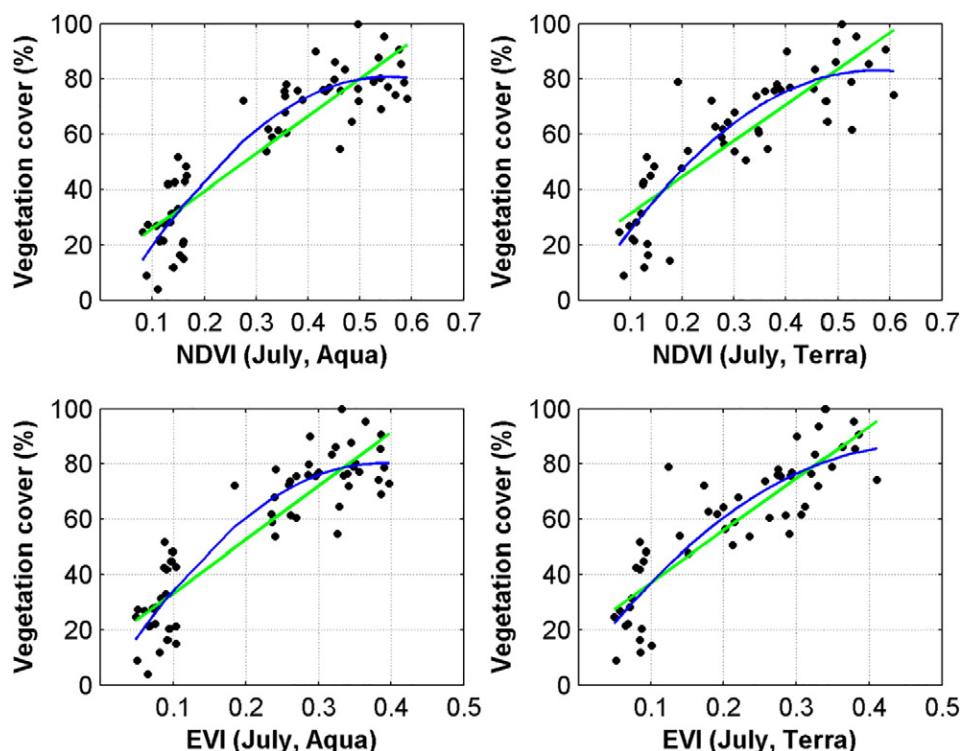 100
80
60
40
20
0
Vegetation cover (%)
0.1 0.2 0.3 0.4 0.5 0.6 0.7
NDVI (July, Aqua)
100
80
60
40
20
0
Vegetation cover (%)
0.1 0.2 0.3 0.4 0.5 0.6 0.7
NDVI (July, Terra)
100
80
60
40
20
0
Vegetation cover (%)
0.1 0.2 0.3 0.4 0.5
EVI (July, Aqua)
100
80
60
40
20
0
Vegetation cover (%)
0.1 0.2 0.3 0.4 0.5
EVI (July, Terra)